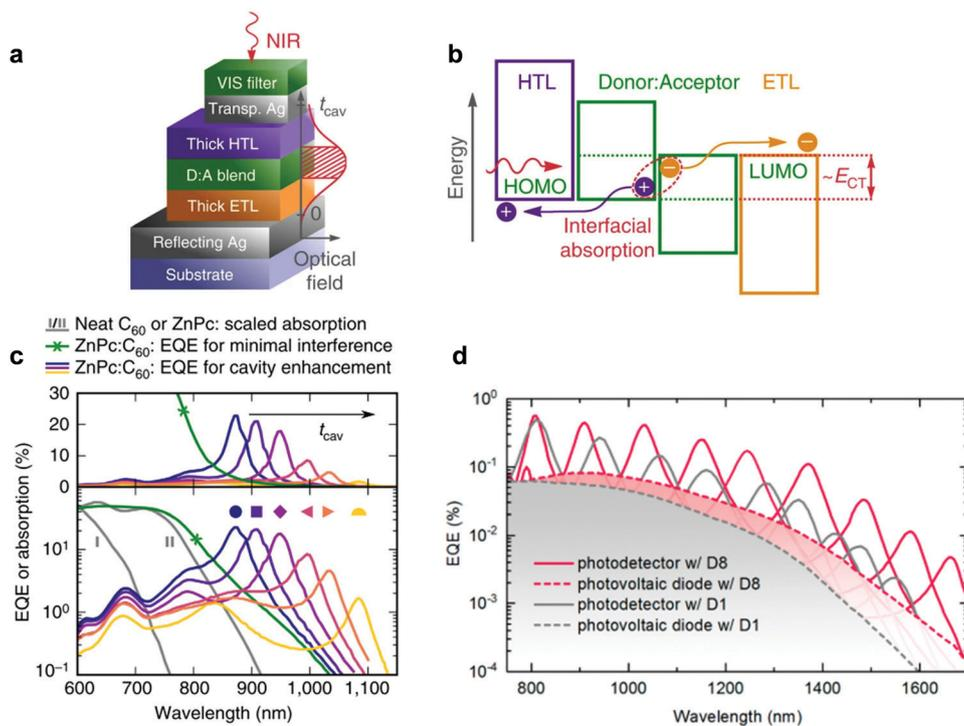 a
NIR
VIS filter
Transp. Ag
Thick HTL
D:A blend
Thick ETL
Reflecting Ag
Substrate
t_cav
0
Optical
field
b
Energy
HTL
Donor:Acceptor
ETL
HOMO
LUMO
~E_CT
Interfacial
absorption
I/II Neat C₆₀ or ZnPc: scaled absorption
ZnPc:C₆₀: EQE for minimal interference
ZnPc:C₆₀: EQE for cavity enhancement
c
EQE or absorption (%)
30
20
10
0
t_cav
I
II
10¹
10⁰
10⁻¹
600 700 800 900 1,000 1,100
Wavelength (nm)
d
EQE (%)
10⁰
10⁻¹
10⁻²
10⁻³
10⁻⁴
photodetector w/ D8
photovoltaic diode w/ D8
photodetector w/ D1
photovoltaic diode w/ D1
800 1000 1200 1400 1600
Wavelength (nm)